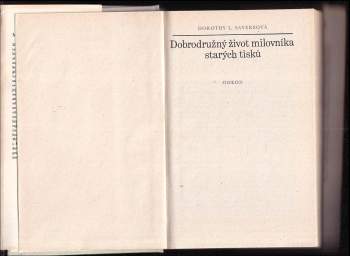 DOROTHY L. SAYERSOVÁ
Dobrodružný život milovníka
starých tisků
ODEON